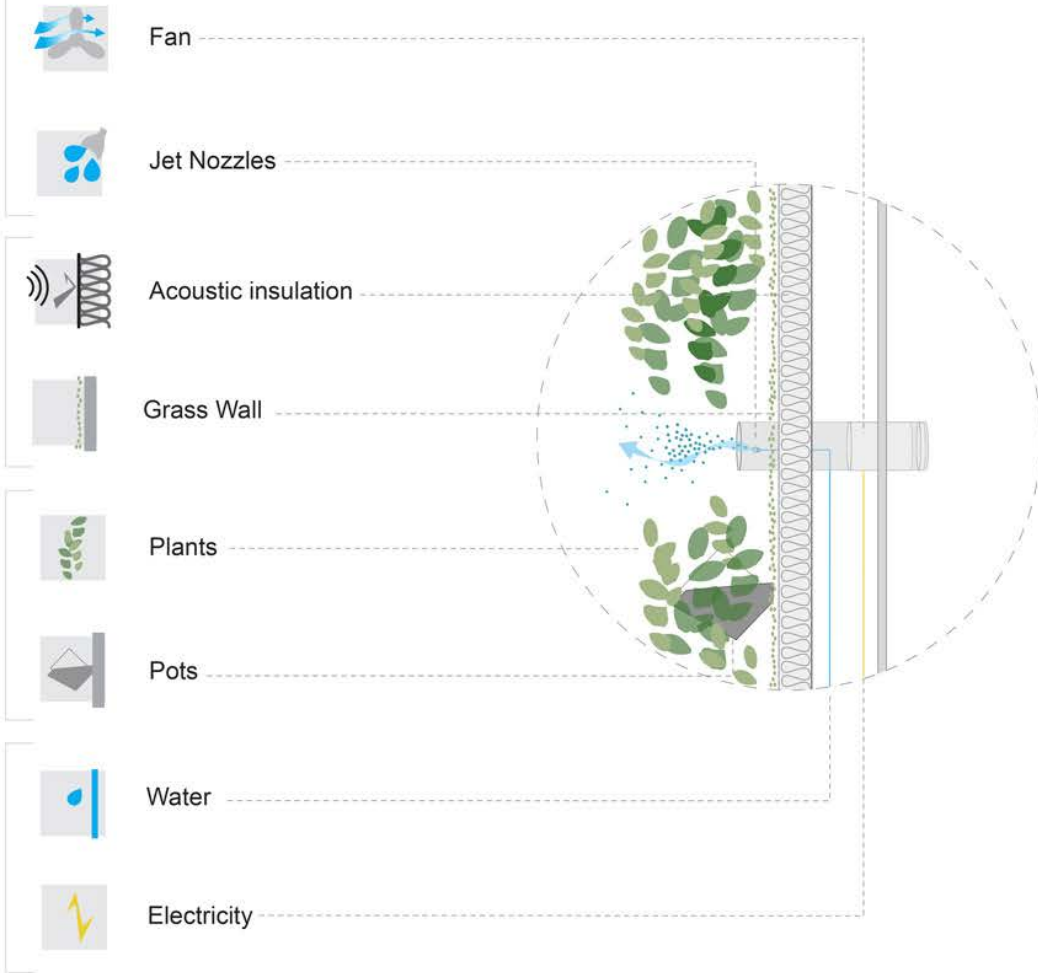 Fan
Jet Nozzles
Acoustic insulation
Grass Wall
Plants
Pots
Water
Electricity